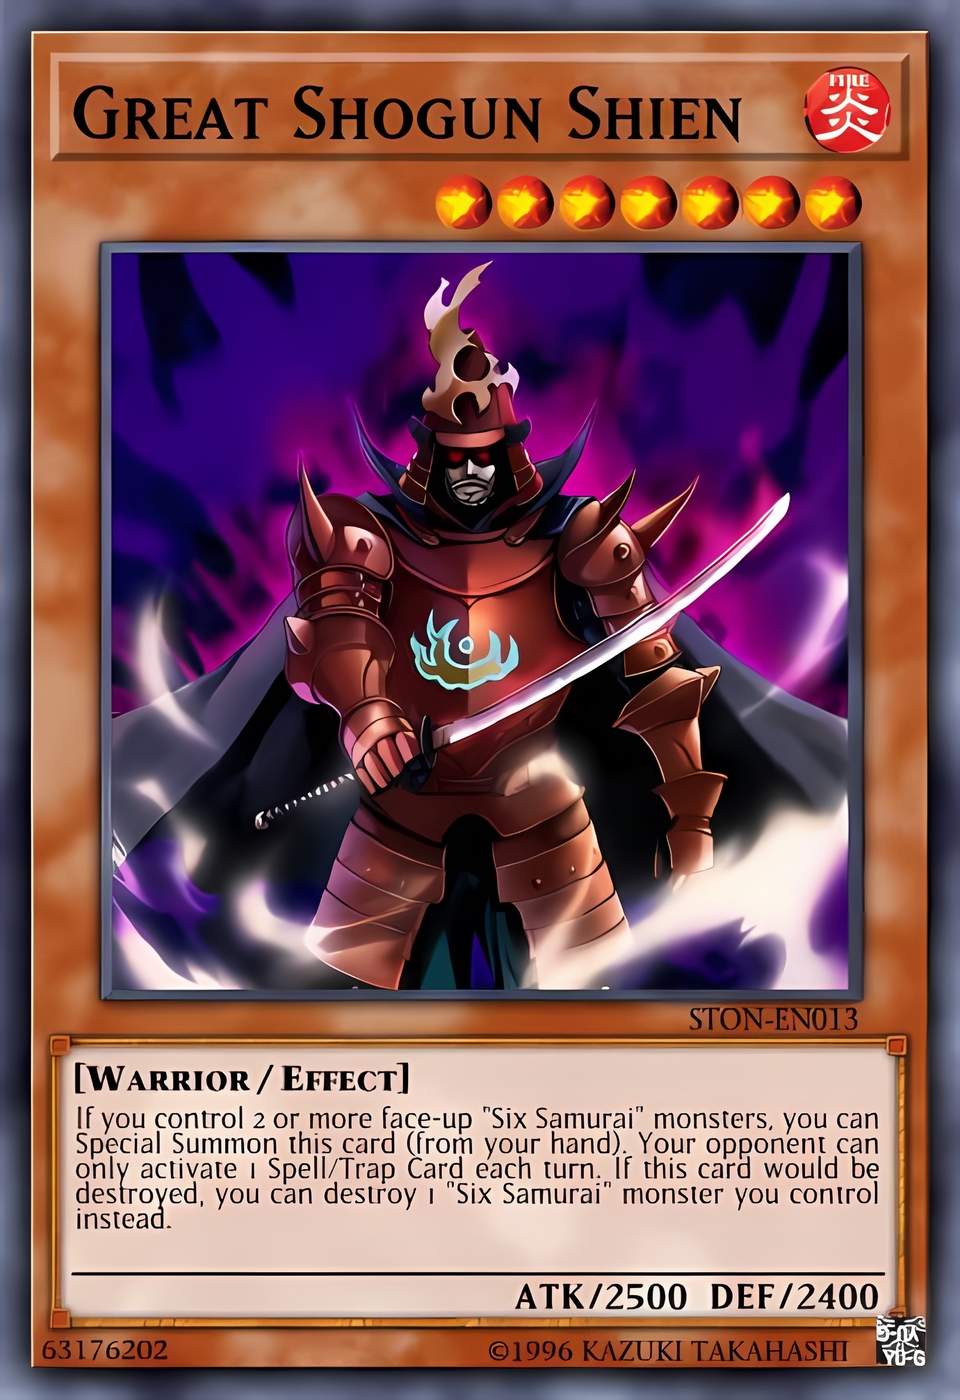 Great Shogun Shien
炎
STON-EN013
[Warrior / Effect]
If you control 2 or more face-up "Six Samurai" monsters, you can
Special Summon this card (from your hand). Your opponent can
only activate 1 Spell/Trap Card each turn. If this card would be
destroyed, you can destroy 1 "Six Samurai" monster you control
instead.
ATK/2500 DEF/2400
63176202
©1996 KAZUKI TAKAHASHI